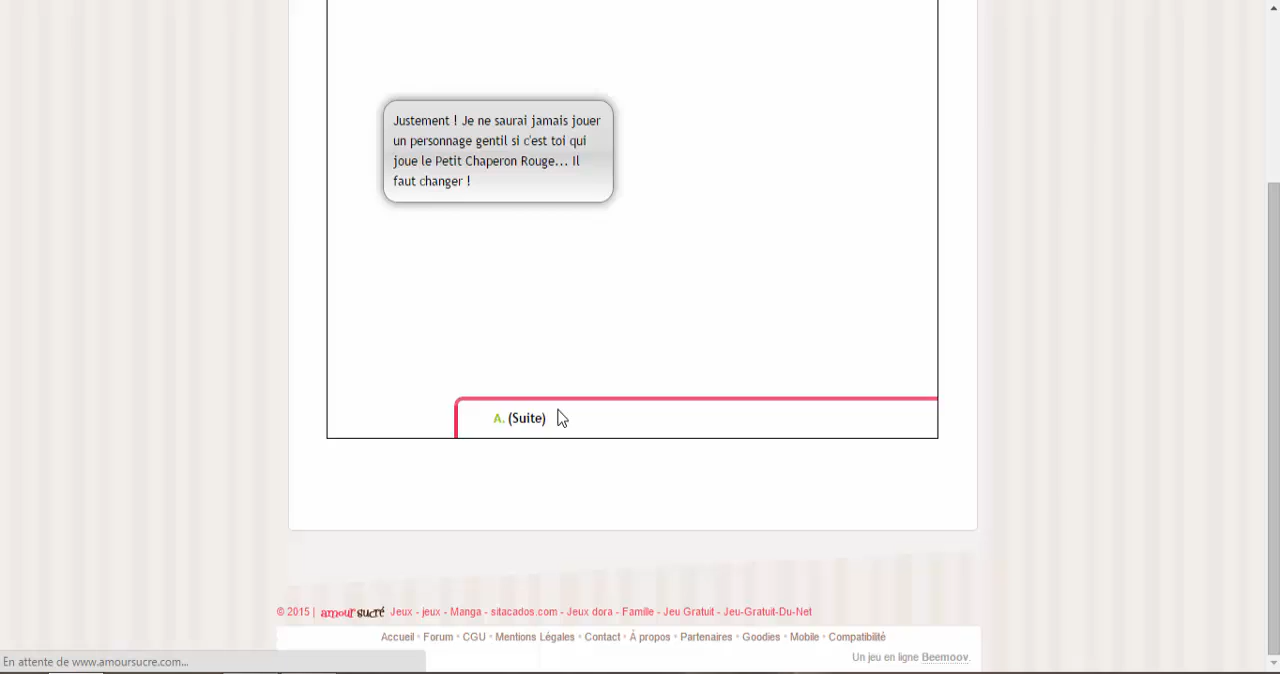 Justement ! Je ne saurai jamais jouer
un personnage gentil si c'est toi qui
joue le Petit Chaperon Rouge... Il
faut changer !
A. (Suite)
© 2015 | amour sucré Jeux - jeux - Manga - sitacados.com - Jeux dora - Famille - Jeu Gratuit - Jeu-Gratuit-Du-Net
Accueil • Forum • CGU • Mentions Légales • Contact • À propos • Partenaires • Goodies • Mobile • Compatibilité
Un jeu en ligne Beemoov.
En attente de www.amoursucre.com...